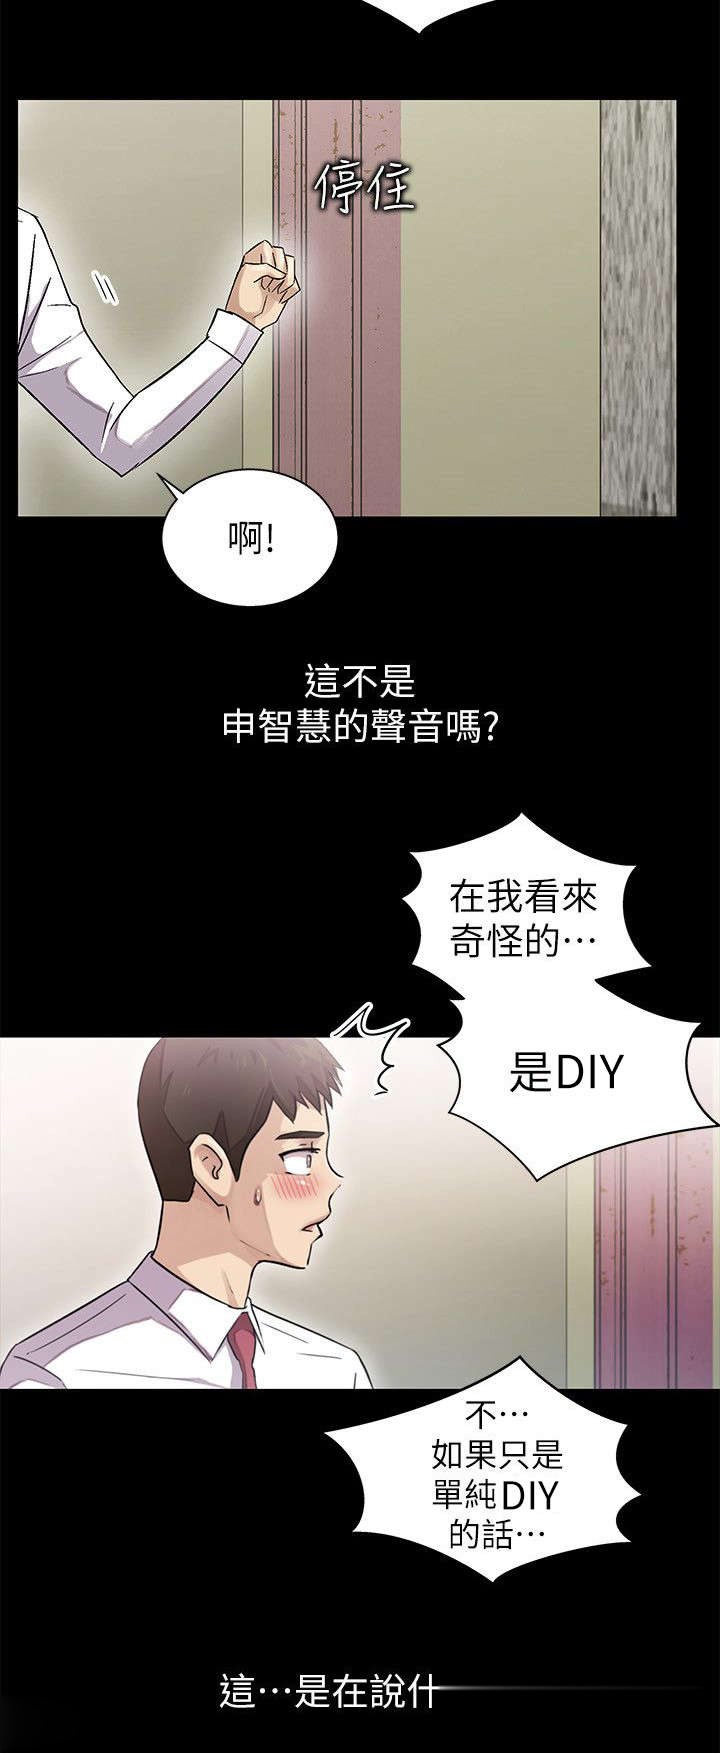 停住
啊!
這不是
申智慧的聲音嗎?
在我看來
奇怪的…
是DIY
不…
如果只是
單純DIY
的話…
這…是在說什